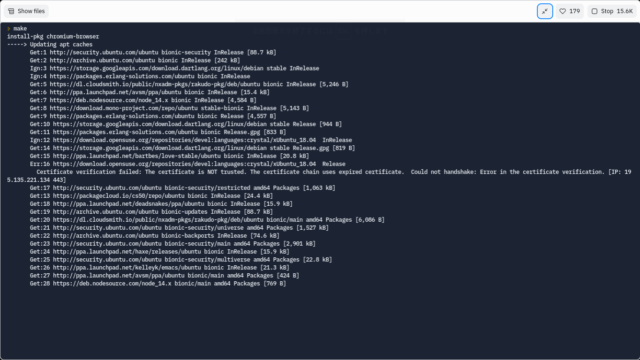 Show files
179
Stop 15.6K
> make
install-pkg chromium-browser
-----> Updating apt caches
Get:1 http://security.ubuntu.com/ubuntu bionic-security InRelease [88.7 kB]
Get:2 http://archive.ubuntu.com/ubuntu bionic InRelease [242 kB]
Ign:3 https://storage.googleapis.com/download.dartlang.org/linux/debian stable InRelease
Ign:4 https://packages.erlang-solutions.com/ubuntu bionic InRelease
Get:5 https://dl.cloudsmith.io/public/nxadm-pkgs/rakudo-pkg/deb/ubuntu bionic InRelease [5,246 B]
Get:6 http://ppa.launchpad.net/avsm/ppa/ubuntu bionic InRelease [15.4 kB]
Get:7 https://deb.nodesource.com/node_14.x bionic InRelease [4,584 B]
Get:8 https://download.mono-project.com/repo/ubuntu stable-bionic InRelease [5,143 B]
Get:9 https://packages.erlang-solutions.com/ubuntu bionic Release [4,557 B]
Get:10 https://storage.googleapis.com/download.dartlang.org/linux/debian stable Release [944 B]
Get:11 https://packages.erlang-solutions.com/ubuntu bionic Release.gpg [833 B]
Ign:12 https://download.opensuse.org/repositories/devel:languages:crystal/xUbuntu_18.04  InRelease
Get:14 https://storage.googleapis.com/download.dartlang.org/linux/debian stable Release.gpg [819 B]
Get:15 http://ppa.launchpad.net/bartbes/love-stable/ubuntu bionic InRelease [20.8 kB]
Err:16 https://download.opensuse.org/repositories/devel:languages:crystal/xUbuntu_18.04  Release
Certificate verification failed: The certificate is NOT trusted. The certificate chain uses expired certificate.  Could not handshake: Error in the certificate verification. [IP: 19
5.135.221.134 443]
Get:17 http://security.ubuntu.com/ubuntu bionic-security/restricted amd64 Packages [1,063 kB]
Get:13 https://packagecloud.io/cs50/repo/ubuntu bionic InRelease [24.4 kB]
Get:18 http://ppa.launchpad.net/deadsnakes/ppa/ubuntu bionic InRelease [15.9 kB]
Get:19 http://archive.ubuntu.com/ubuntu bionic-updates InRelease [88.7 kB]
Get:20 https://dl.cloudsmith.io/public/nxadm-pkgs/rakudo-pkg/deb/ubuntu bionic/main amd64 Packages [6,006 B]
Get:21 http://security.ubuntu.com/ubuntu bionic-security/universe amd64 Packages [1,527 kB]
Get:22 http://archive.ubuntu.com/ubuntu bionic-backports InRelease [74.6 kB]
Get:23 http://security.ubuntu.com/ubuntu bionic-security/main amd64 Packages [2,901 kB]
Get:24 http://ppa.launchpad.net/haxe/releases/ubuntu bionic InRelease [15.9 kB]
Get:25 http://security.ubuntu.com/ubuntu bionic-security/multiverse amd64 Packages [22.8 kB]
Get:26 http://ppa.launchpad.net/kelleyk/emacs/ubuntu bionic InRelease [21.3 kB]
Get:27 http://ppa.launchpad.net/avsm/ppa/ubuntu bionic/main amd64 Packages [424 B]
Get:28 https://deb.nodesource.com/node_14.x bionic/main amd64 Packages [769 B]